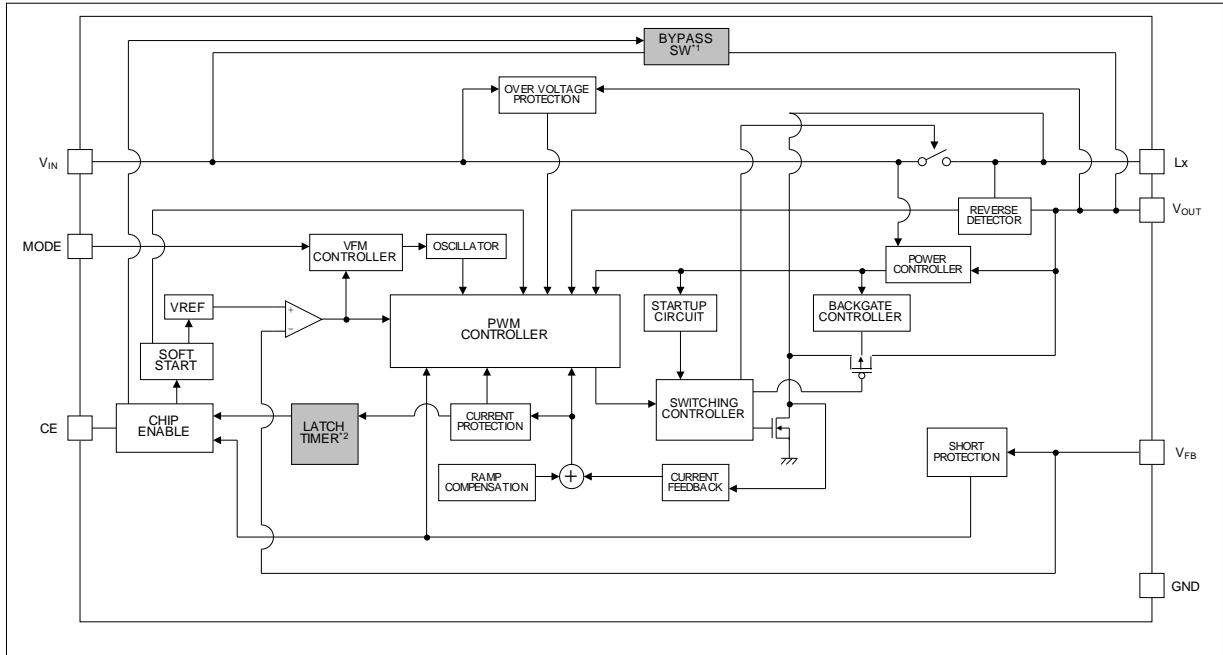 BYPASS
SW*1
OVER VOLTAGE
PROTECTION
VIN
Lx
REVERSE
DETECTOR
VOUT
MODE
VFM
CONTROLLER
OSCILLATOR
POWER
CONTROLLER
VREF
+
−
PWM
CONTROLLER
STARTUP
CIRCUIT
BACKGATE
CONTROLLER
SOFT
START
CE
CHIP
ENABLE
LATCH
TIMER*2
CURRENT
PROTECTION
SWITCHING
CONTROLLER
SHORT
PROTECTION
VFB
RAMP
COMPENSATION
+
CURRENT
FEEDBACK
GND